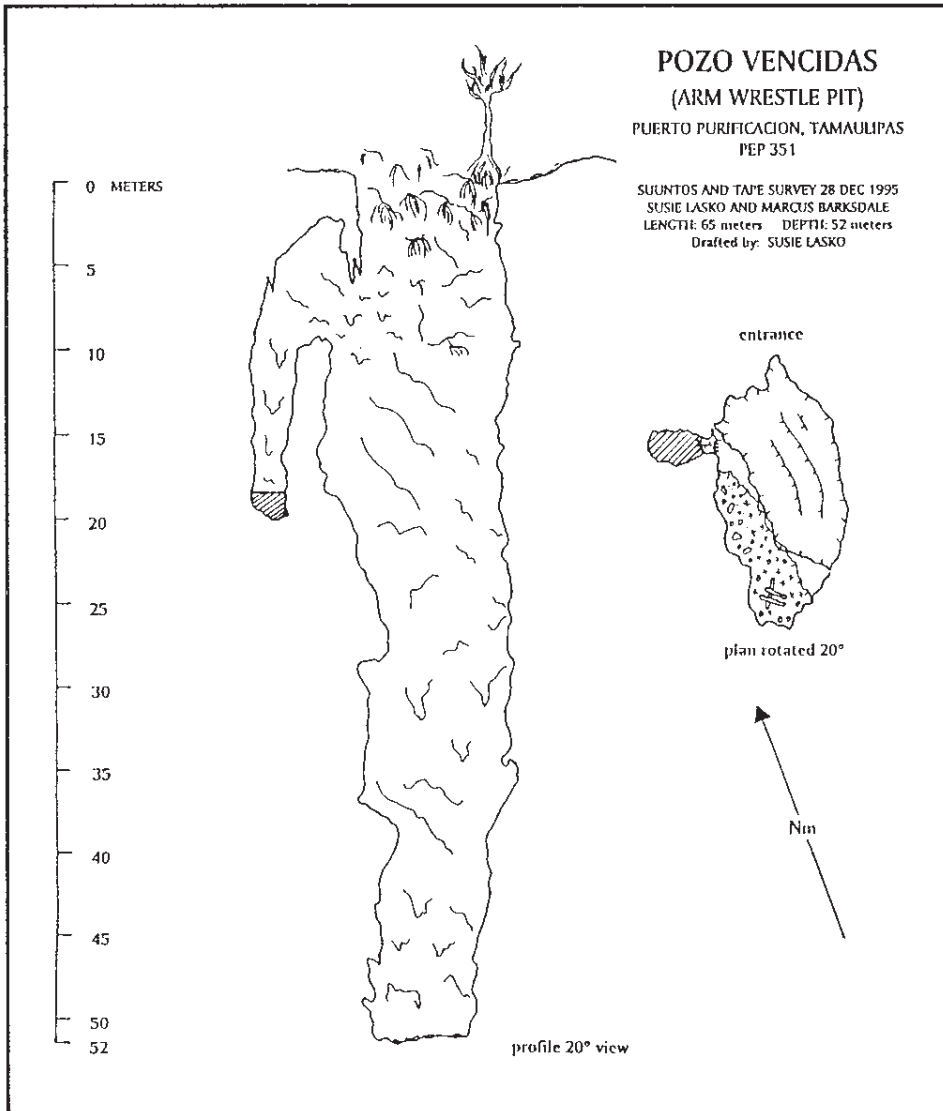 POZO VENCIDAS
(ARM WRESTLE PIT)
PUERTO PURIFICACION, TAMAULIPAS
PEP 351
SUUNTOS AND TAPE SURVEY 28 DEC 1995
SUSIE LASKO AND MARCUS BARKSDALE
LENGTH: 65 meters DEPTH: 52 meters
Drafted by: SUSIE LASKO
0 METERS
5
10
15
20
25
30
35
40
45
50
52
entrance
plan rotated 20°
Nm
profile 20° view